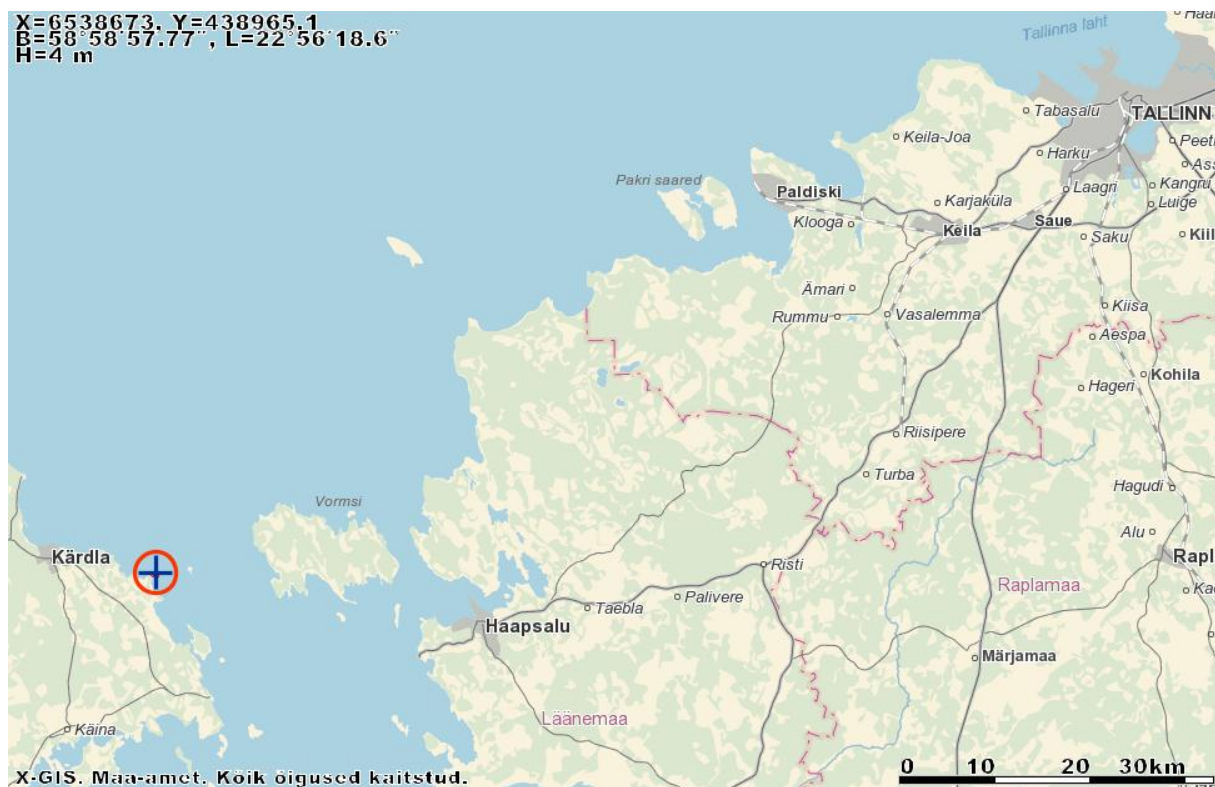 X=6538673, Y=438965.1
B=58°58'57.77", L=22°56'18.6"
H=4 m
Tallinna laht
Tabasalu
TALLINN
Keila-Joa
Harku
Pakri saared
Paldiski
Laagri
Kangru
Karjaküla
Luige
Klooga
Keila
Saue
Saku
Ämari
Kiisa
Rummu
Vasalemma
Aespa
Kohila
Hageri
Riisipere
Turba
Hagudi
Vormsi
Alu
Kärdla
Risti
Raplamaa
Palivere
Taebla
Haapsalu
Märjamaa
Läänemaa
Käina
X-GIS. Maa-amet. Kõik õigused kaitstud.
0 10 20 30km